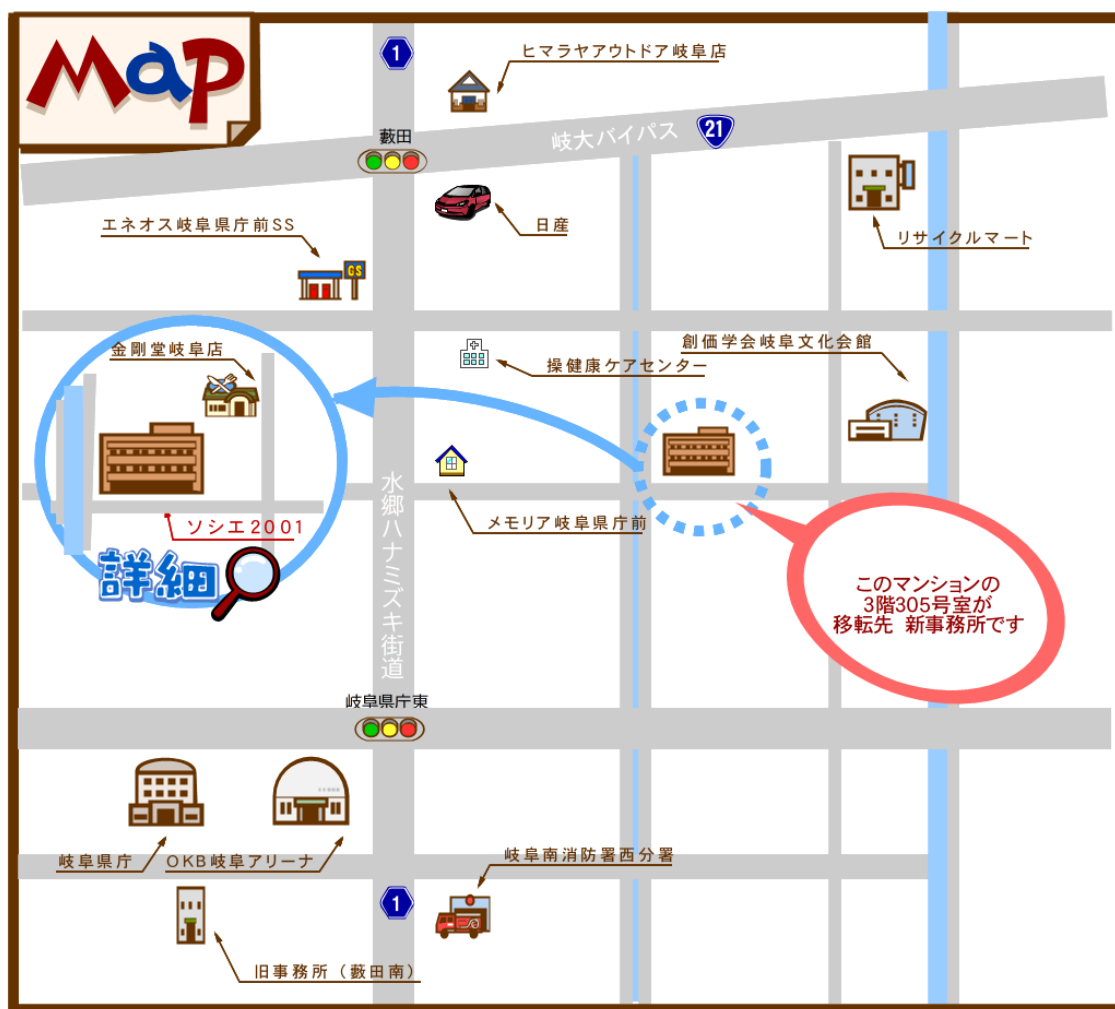 Map
1
ヒマラヤアウトドア岐阜店
岐大バイパス
21
藪田
エネオス岐阜県庁前SS
GS
日産
リサイクルマート
金剛堂岐阜店
操健康ケアセンター
創価学会岐阜文化会館
水郷ハナミズキ街道
メモリア岐阜県庁前
ソシエ2001
詳細
このマンションの
3階305号室が
移転先 新事務所です
岐阜県庁東
岐阜県庁
OKB岐阜アリーナ
岐阜南消防署西分署
1
旧事務所(藪田南)